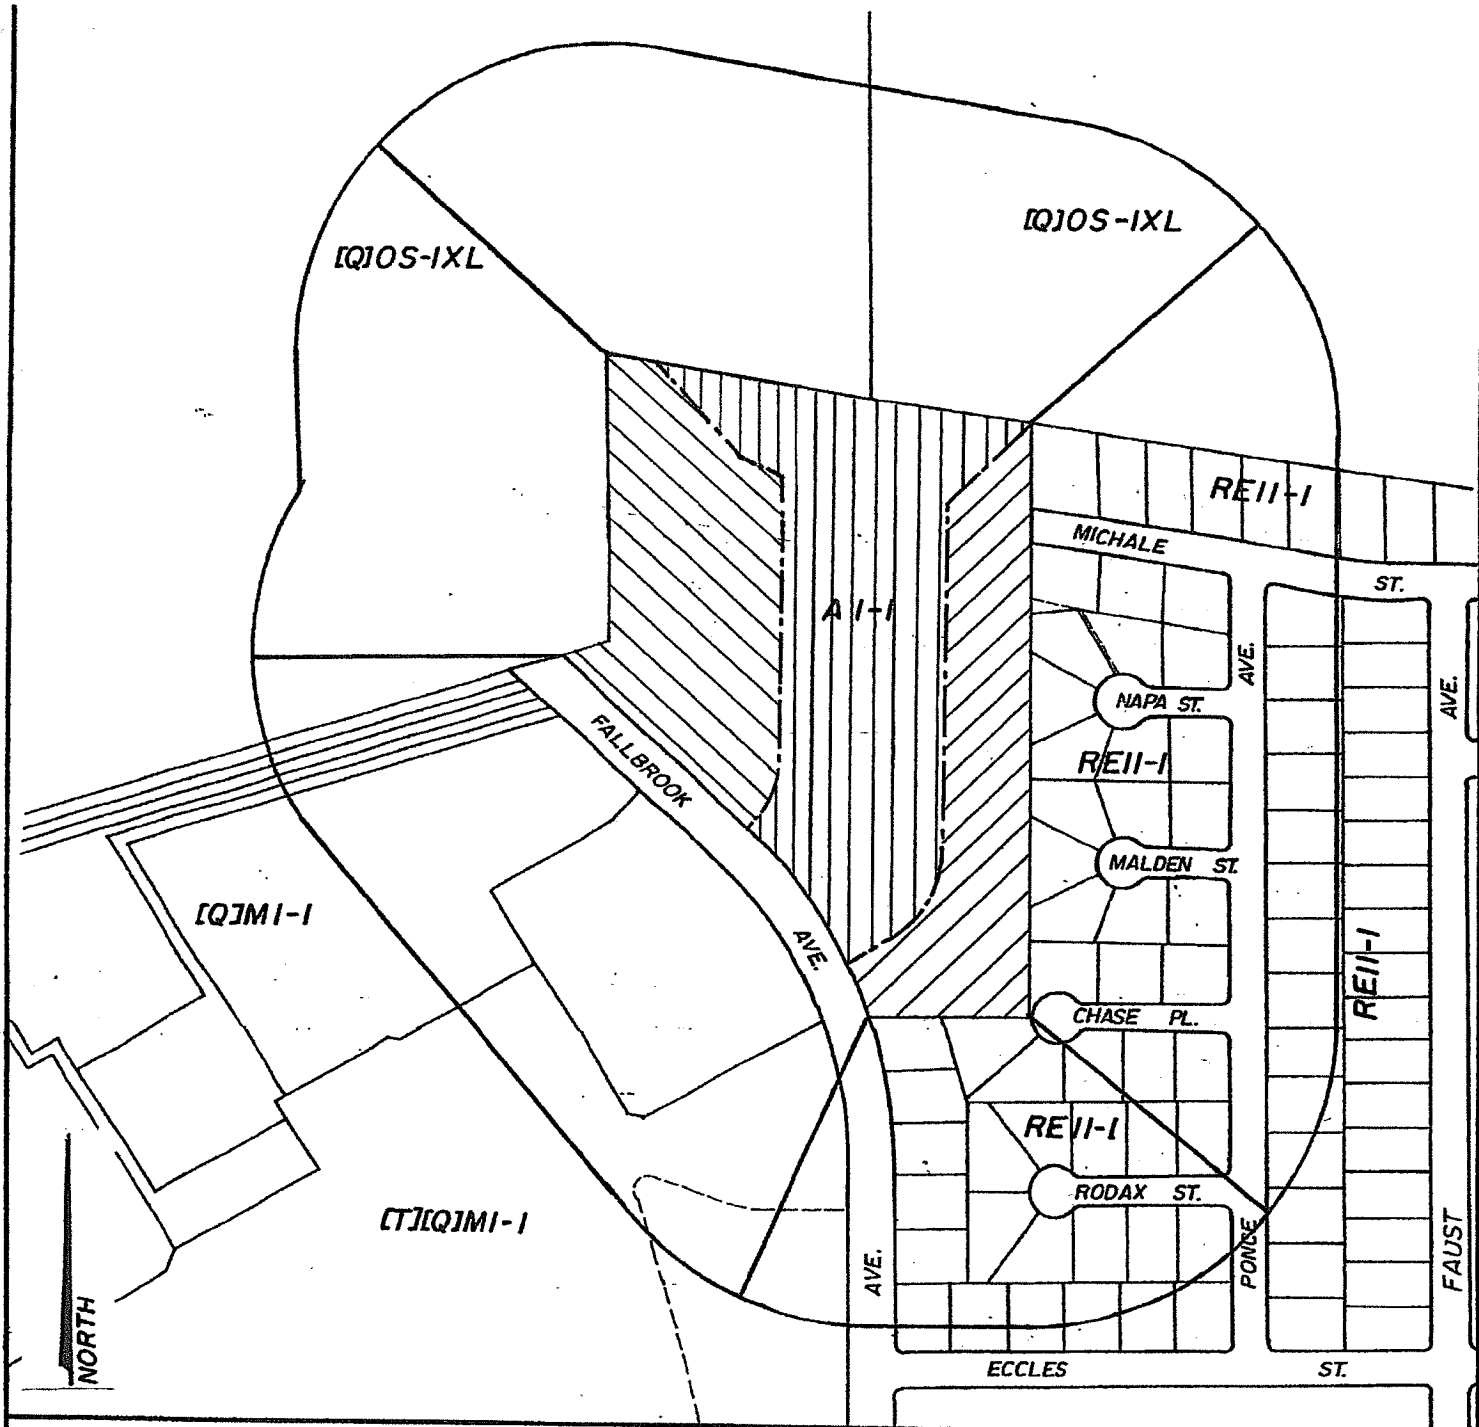 [Q]OS-1XL
[Q]OS-1XL
RE11-1
MICHALE
ST.
A1-1
AVE.
NAPA ST.
AVE.
FALLBROOK
RE11-1
MALDEN ST.
[Q]M1-1
AVE.
RE11-1
CHASE PL.
RE11-1
RODAX ST.
[T][Q]M1-1
PONCE
FAUST
AVE.
NORTH
ECCLES
ST.